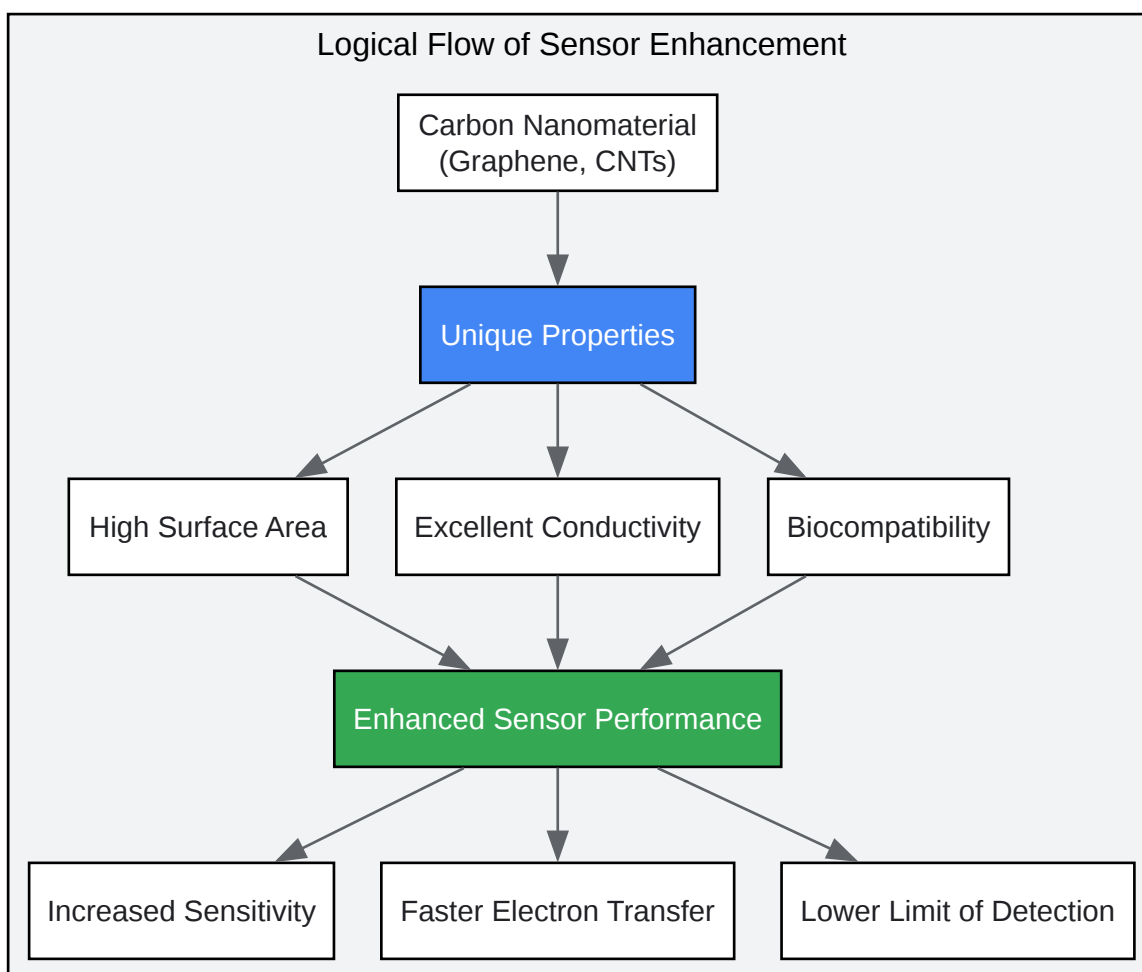 Logical Flow of Sensor Enhancement
Carbon Nanomaterial
(Graphene, CNTs)
Unique Properties
High Surface Area
Excellent Conductivity
Biocompatibility
Enhanced Sensor Performance
Increased Sensitivity
Faster Electron Transfer
Lower Limit of Detection